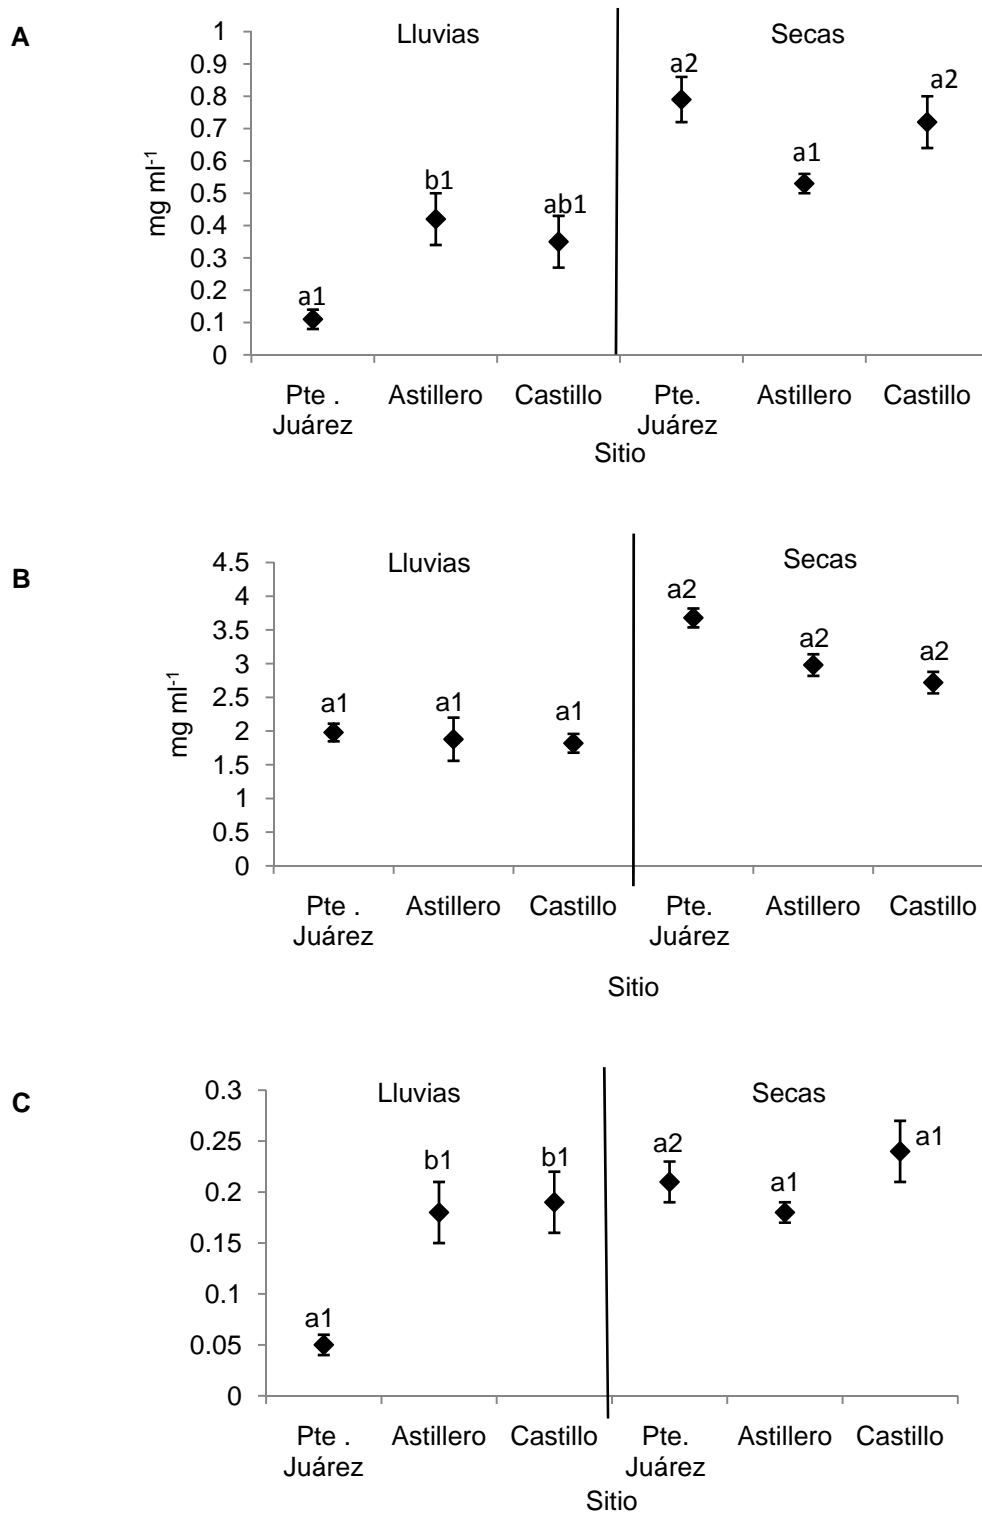 A
Lluvias
Secas
1
0.9
0.8
0.7
0.6
0.5
0.4
0.3
0.2
0.1
0
mg ml-1
a1
b1
ab1
a2
a1
a2
Pte . Juárez
Astillero
Castillo
Pte. Juárez
Astillero
Castillo
Sitio
B
Lluvias
Secas
4.5
4
3.5
3
2.5
2
1.5
1
0.5
0
mg ml-1
a1
a1
a1
a2
a2
a2
Pte . Juárez
Astillero
Castillo
Pte. Juárez
Astillero
Castillo
Sitio
C
Lluvias
Secas
0.3
0.25
0.2
0.15
0.1
0.05
0
a1
b1
b1
a2
a1
a1
Pte . Juárez
Astillero
Castillo
Pte. Juárez
Astillero
Castillo
Sitio